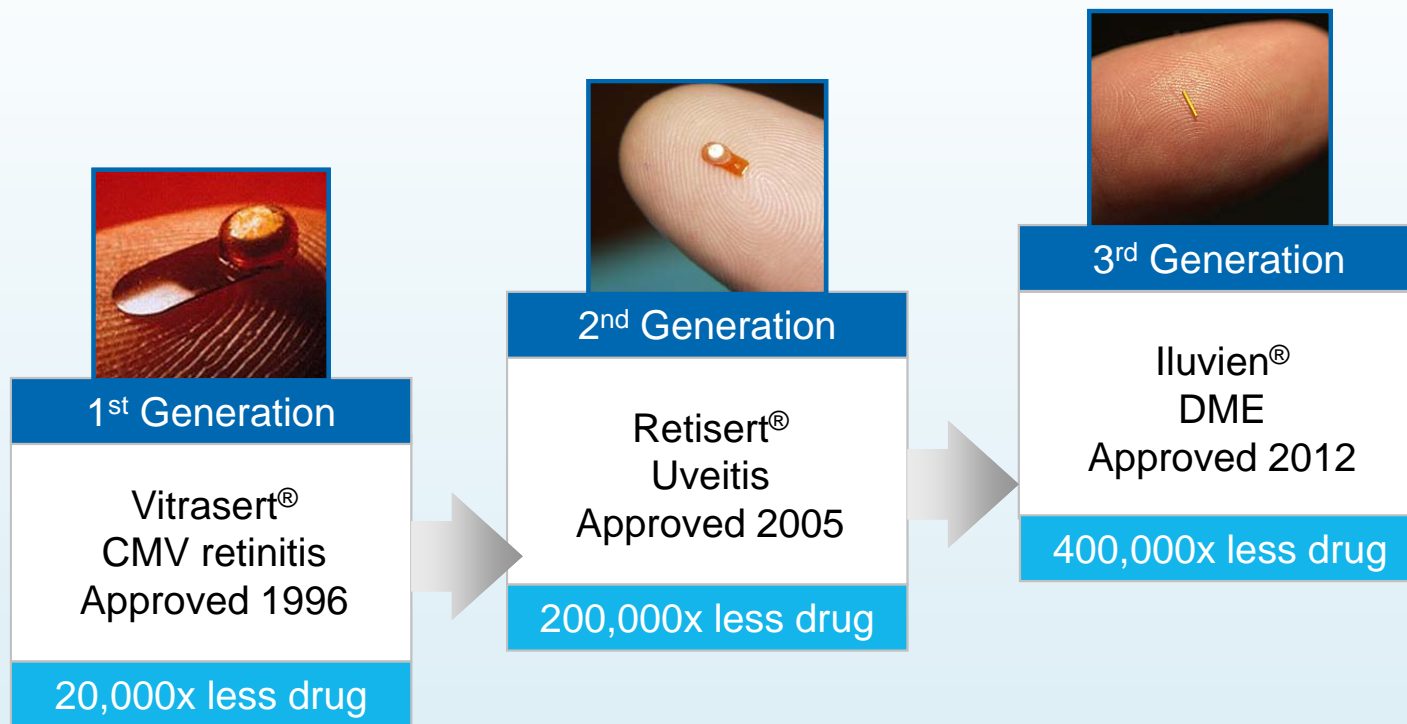 1st Generation
Vitrasert®
CMV retinitis
Approved 1996
20,000x less drug
2nd Generation
Retisert®
Uveitis
Approved 2005
200,000x less drug
3rd Generation
Iluvien®
DME
Approved 2012
400,000x less drug